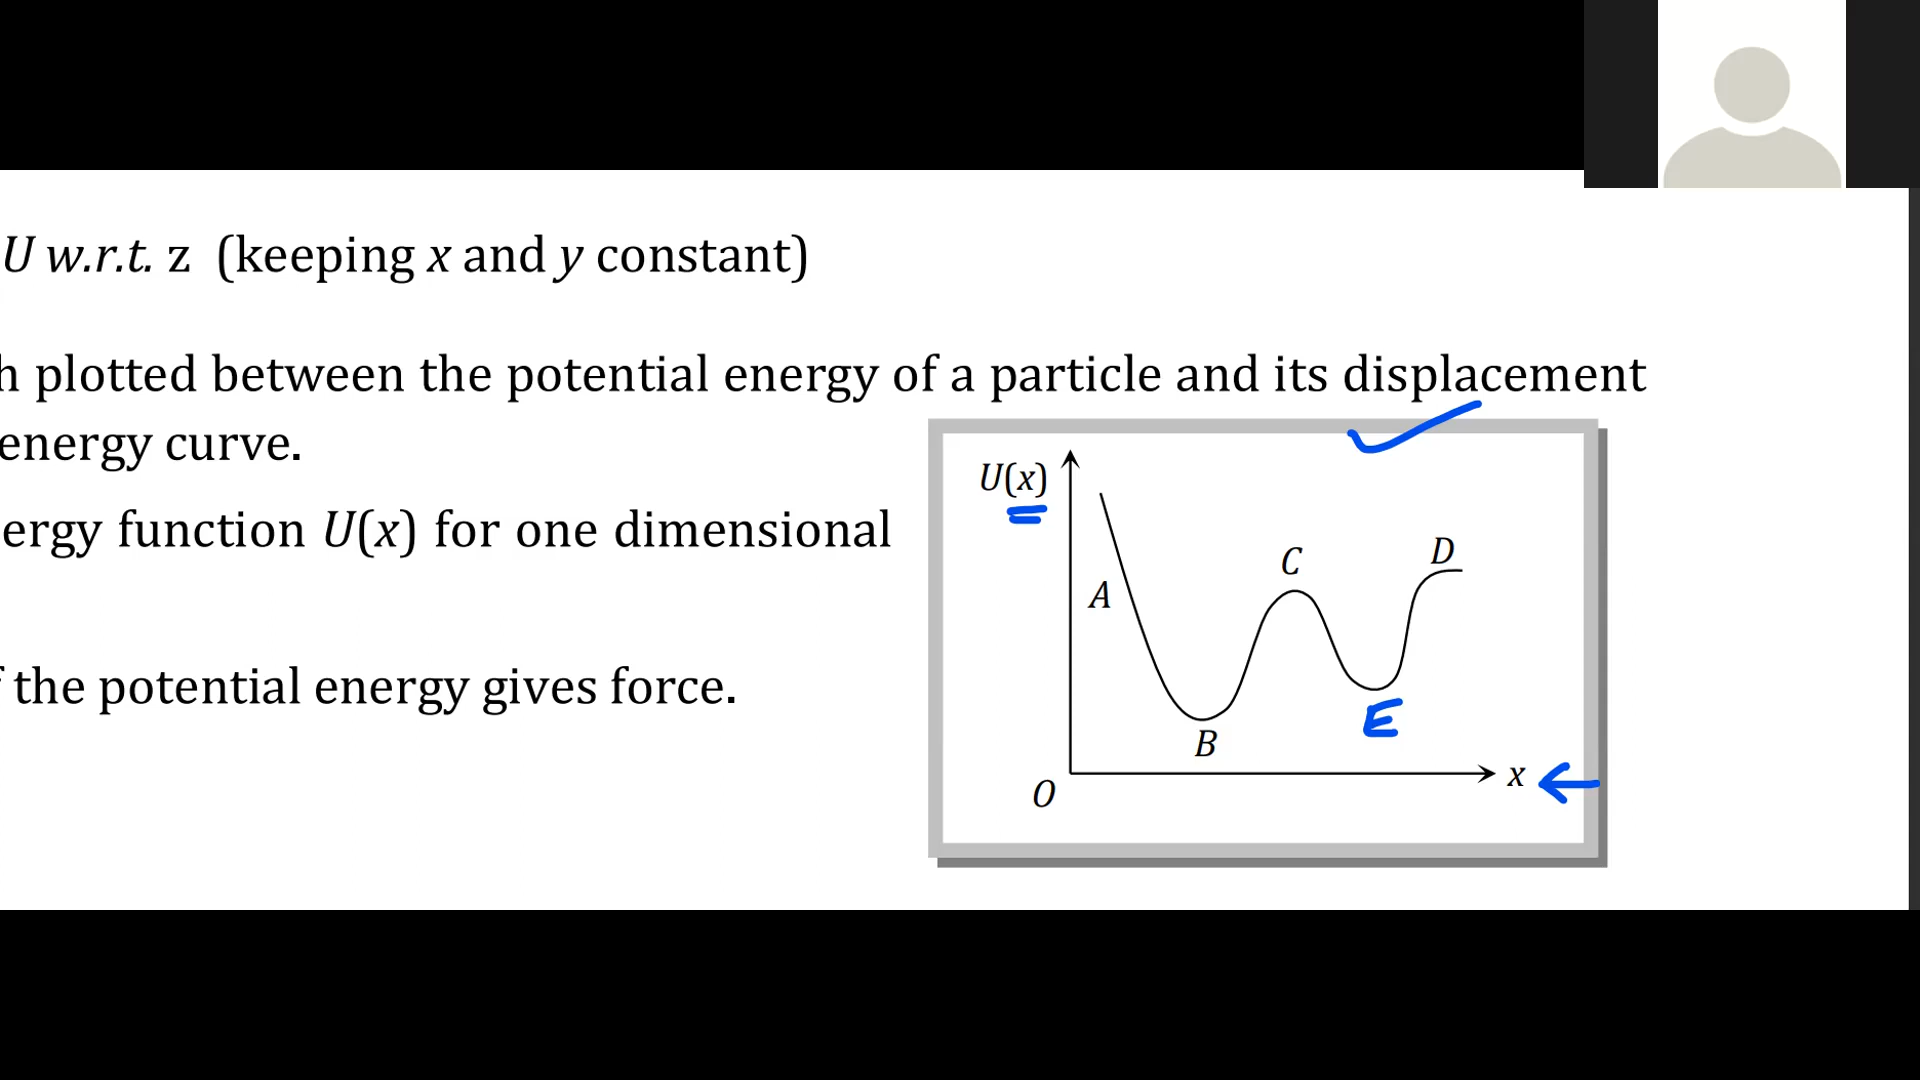 U w.r.t. z (keeping x and y constant)
h plotted between the potential energy of a particle and its displacement
energy curve.
U(x)
ergy function U(x) for one dimensional
C
D
A
the potential energy gives force.
E
B
x
O